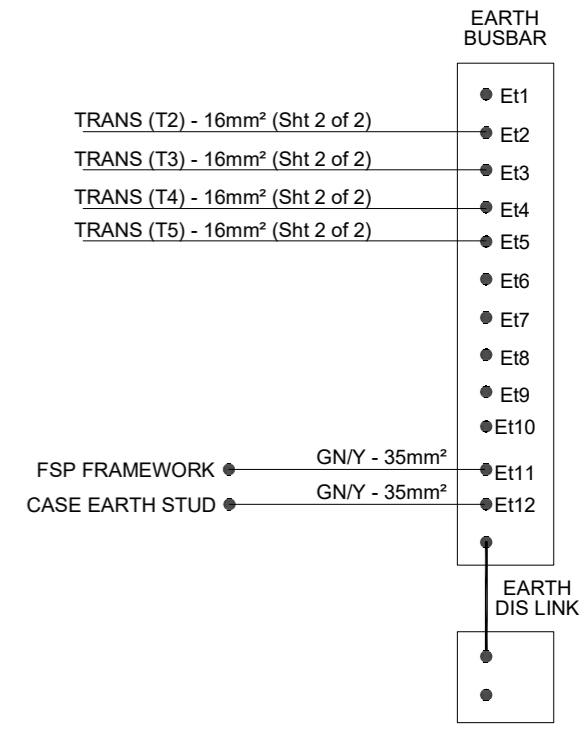 EARTH
BUSBAR
Et1
TRANS (T2) - 16mm² (Sht 2 of 2)
Et2
TRANS (T3) - 16mm² (Sht 2 of 2)
Et3
TRANS (T4) - 16mm² (Sht 2 of 2)
Et4
TRANS (T5) - 16mm² (Sht 2 of 2)
Et5
Et6
Et7
Et8
Et9
Et10
FSP FRAMEWORK
GN/Y - 35mm²
Et11
CASE EARTH STUD
GN/Y - 35mm²
Et12
EARTH
DIS LINK